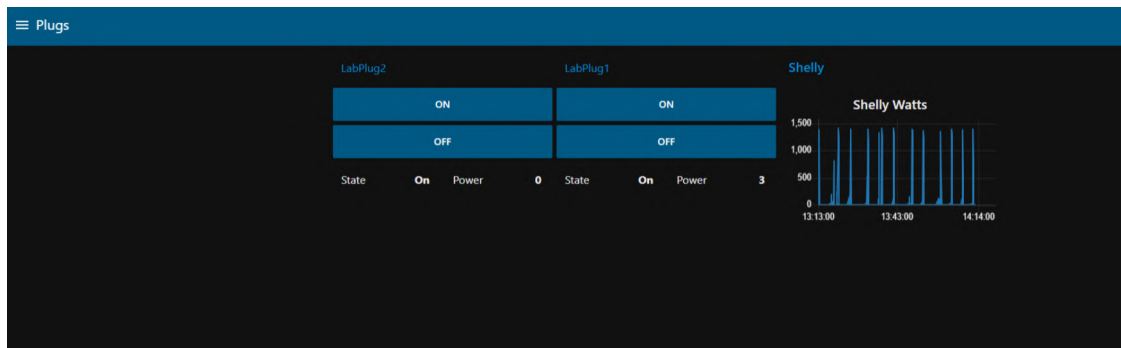 Plugs
LabPlug2
ON
OFF
State On Power 0
LabPlug1
ON
OFF
State On Power 3
Shelly
Shelly Watts
1,500
1,000
500
0
13:13:00 13:43:00 14:14:00